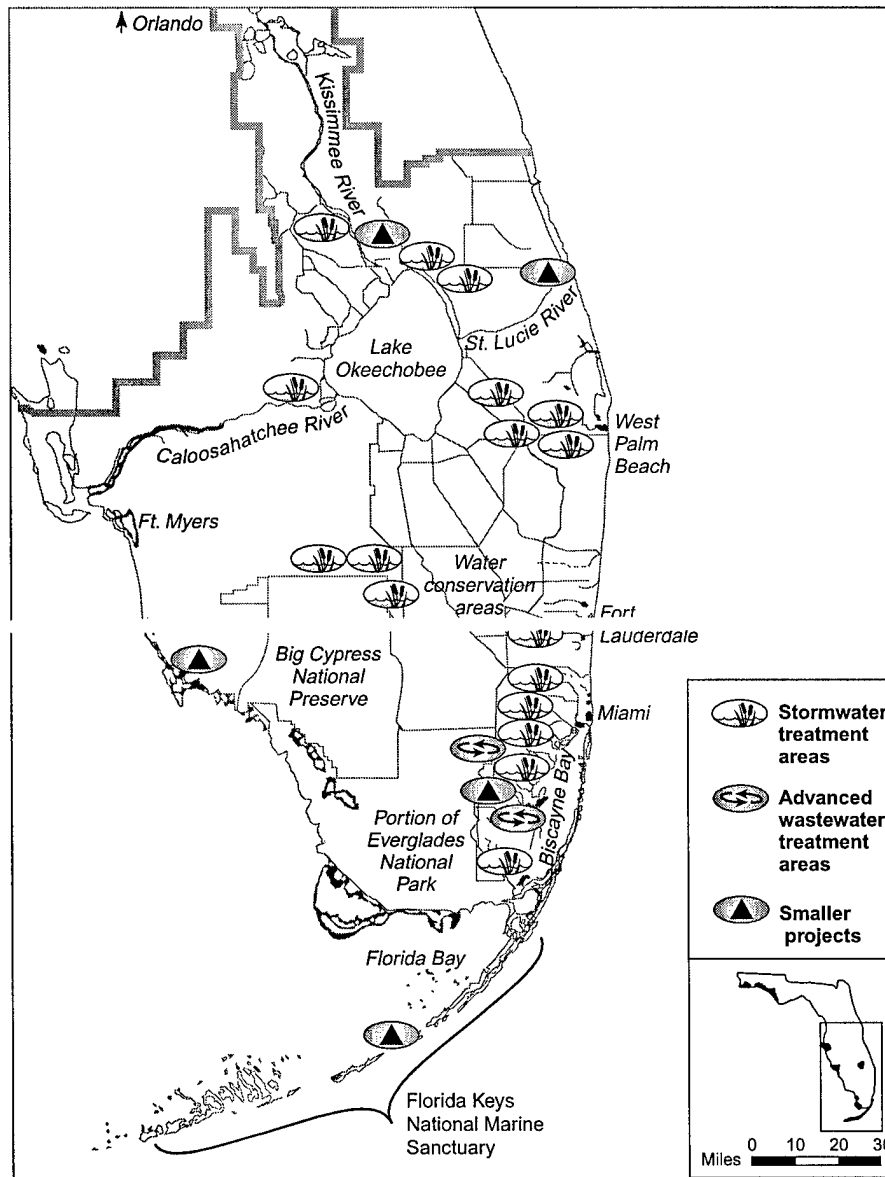 Orlando
Kissimmee River
St. Lucie River
Lake
Okeechobee
Caloosahatchee River
West
Palm
Beach
Ft. Myers
Water
conservation
areas
Fort
Lauderdale
Big Cypress
National
Preserve
Miami
Biscayne Bay
Portion of
Everglades
National
Park
Florida Bay
Florida Keys
National Marine
Sanctuary
Stormwater
treatment
areas
Advanced
wastewater
treatment
areas
Smaller
projects
Miles 0 10 20 30